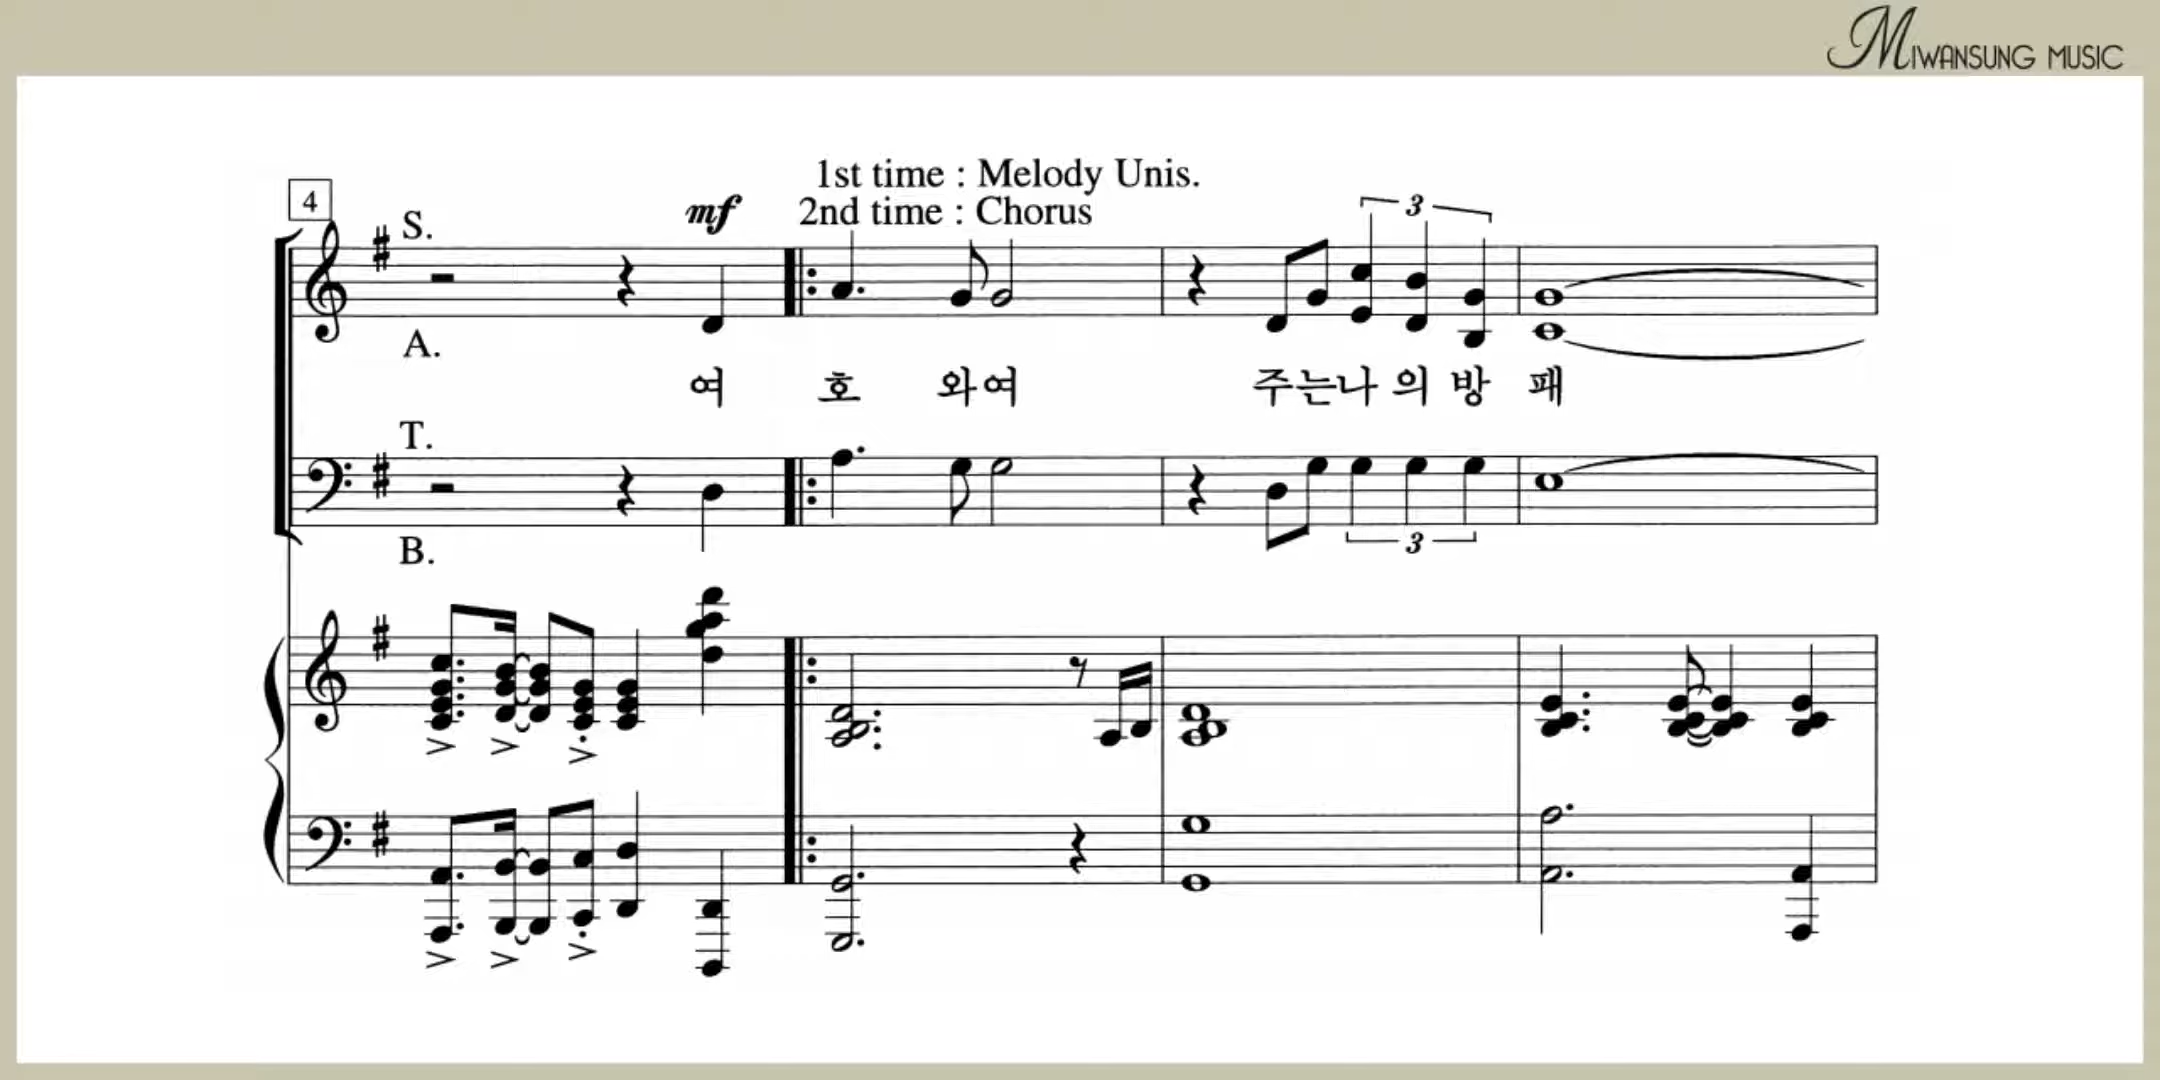 MIWANSUNG MUSIC
1st time : Melody Unis.
4
S.
mf
2nd time : Chorus
3
A.
여 호 와여 주는나 의 방 패
T.
3
B.